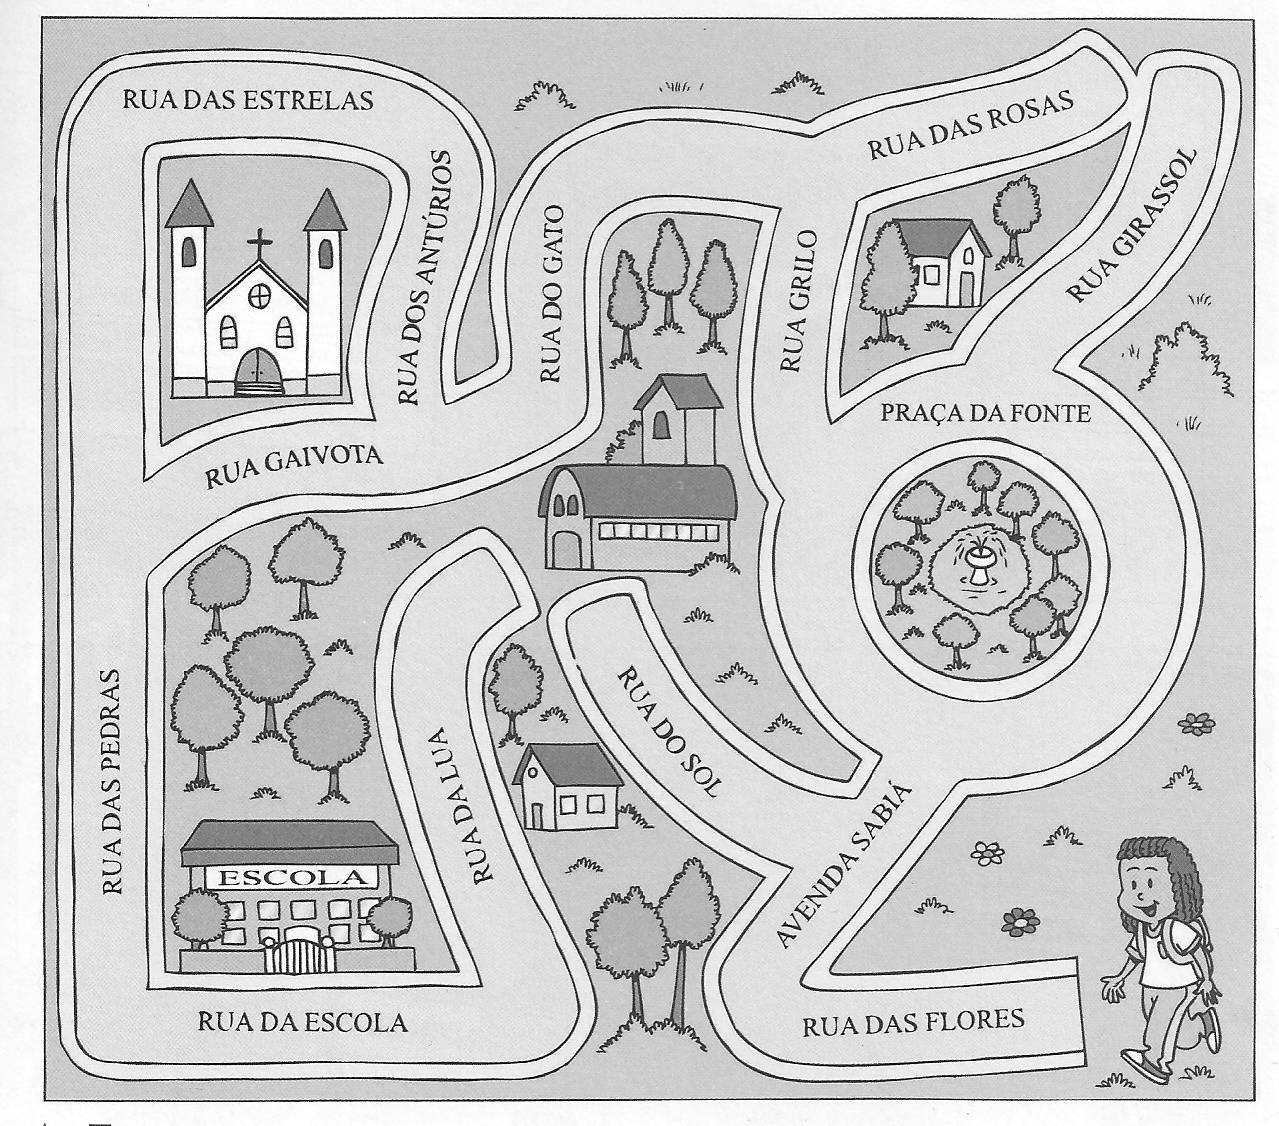 RUA DAS ESTRELAS
RUA DAS ROSAS
RUA DOS ANTÚRIOS
RUA DO GATO
RUA GRILO
RUA GIRASSOL
PRAÇA DA FONTE
RUA GAIVOTA
RUA DAS PEDRAS
RUA DA LUA
RUA DO SOL
AVENIDA SABIÁ
ESCOLA
RUA DA ESCOLA
RUA DAS FLORES